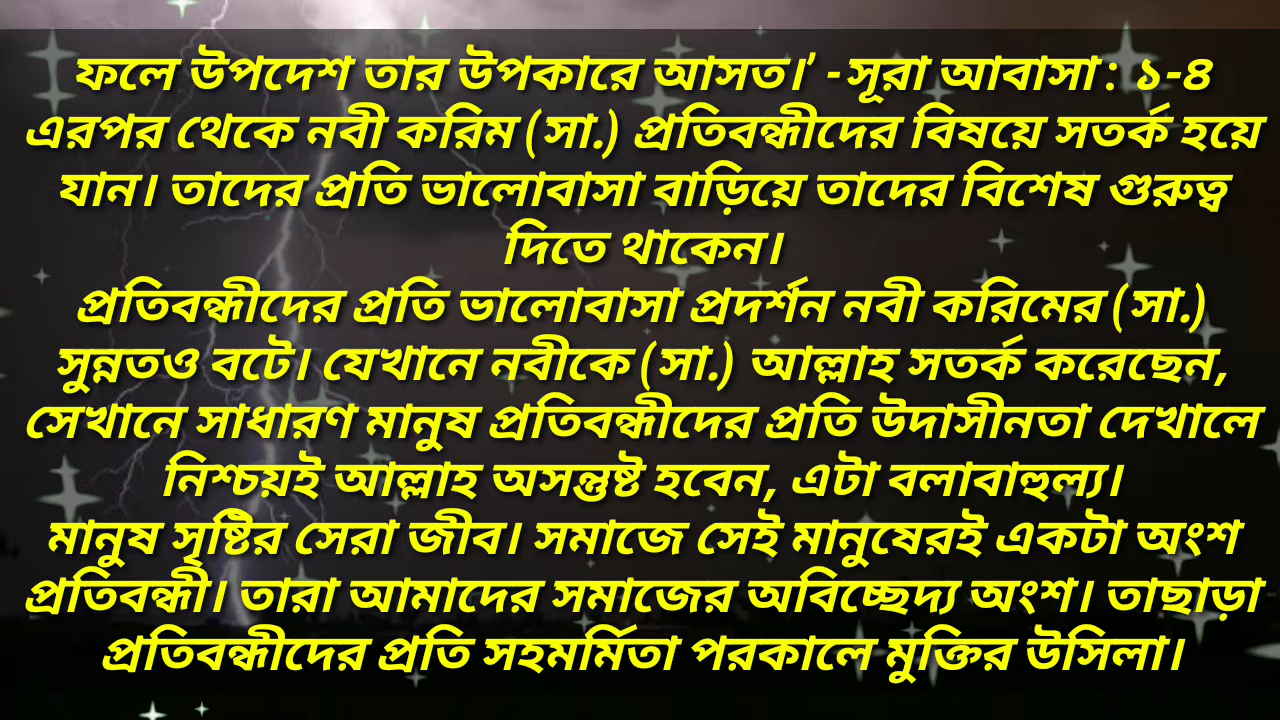 ফলে উপদেশ তার উপকারে আসত।’ -সূরা আবাসা : ১-৪
এরপর থেকে নবী করিম (সা.) প্রতিবন্ধীদের বিষয়ে সতর্ক হয়ে
যান। তাদের প্রতি ভালোবাসা বাড়িয়ে তাদের বিশেষ গুরুত্ব
দিতে থাকেন।
প্রতিবন্ধীদের প্রতি ভালোবাসা প্রদর্শন নবী করিমের (সা.)
সুন্নতও বটে। যেখানে নবীকে (সা.) আল্লাহ সতর্ক করেছেন,
সেখানে সাধারণ মানুষ প্রতিবন্ধীদের প্রতি উদাসীনতা দেখালে
নিশ্চয়ই আল্লাহ অসন্তুষ্ট হবেন, এটা বলাবাহুল্য।
মানুষ সৃষ্টির সেরা জীব। সমাজে সেই মানুষেরই একটা অংশ
প্রতিবন্ধী। তারা আমাদের সমাজের অবিচ্ছেদ্য অংশ। তাছাড়া
প্রতিবন্ধীদের প্রতি সহমর্মিতা পরকালে মুক্তির উসিলা।